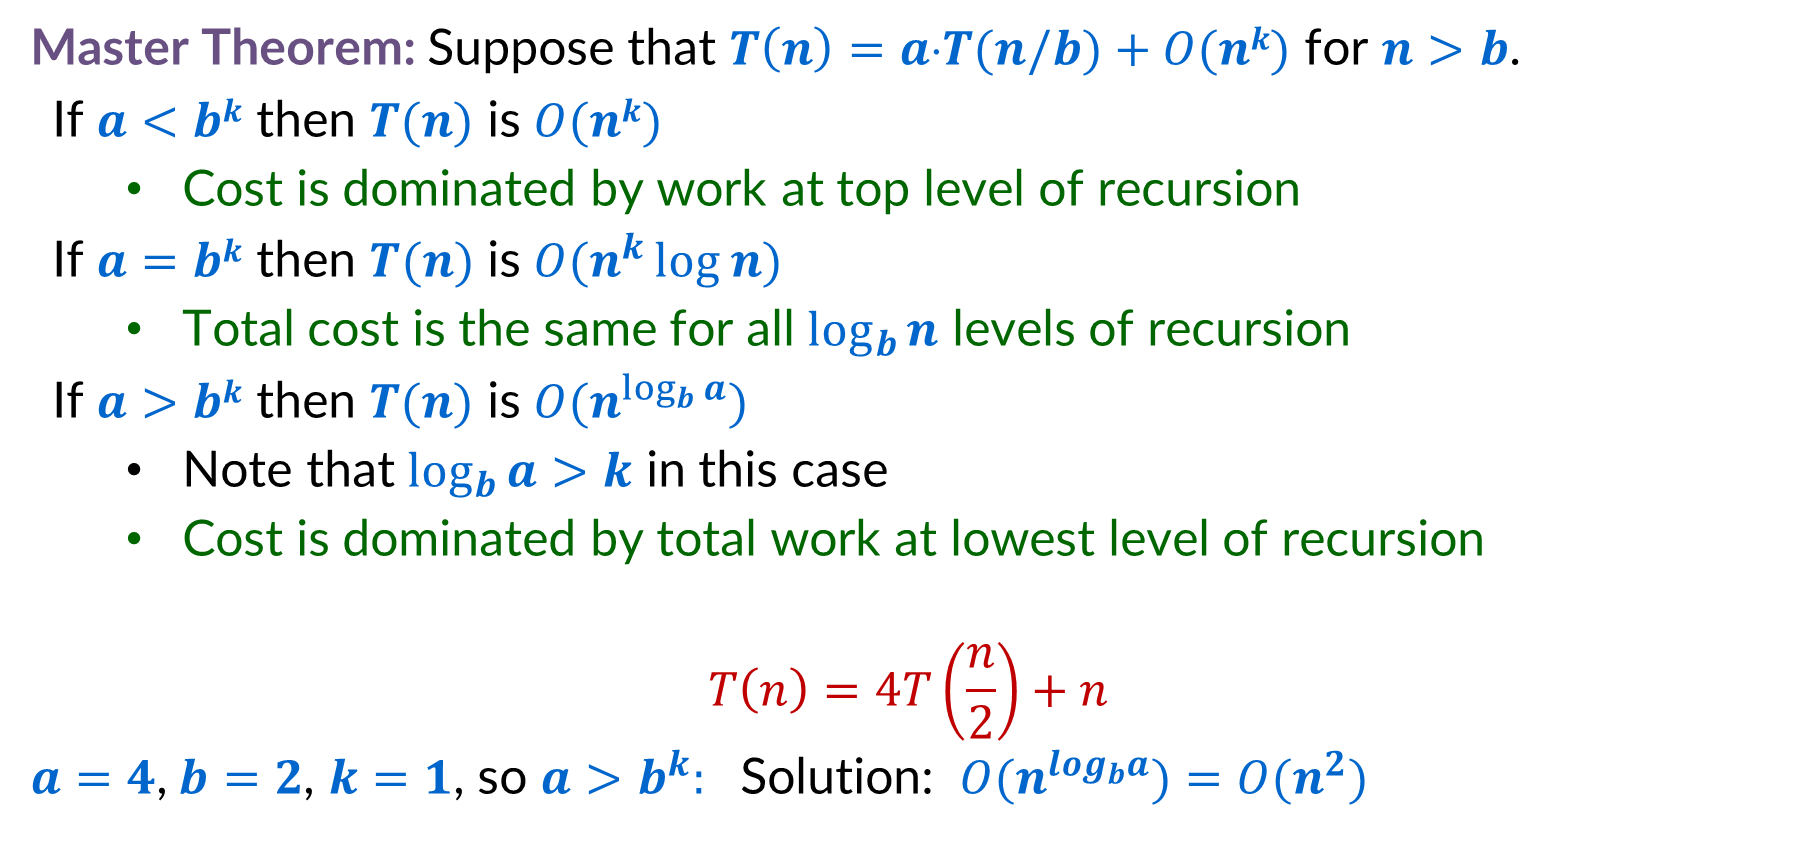 Master Theorem: Suppose that T(n) = a·T(n/b) + O(n^k) for n > b.
If a < b^k then T(n) is O(n^k)
• Cost is dominated by work at top level of recursion
If a = b^k then T(n) is O(n^k log n)
• Total cost is the same for all log_b n levels of recursion
If a > b^k then T(n) is O(n^{log_b a})
• Note that log_b a > k in this case
• Cost is dominated by total work at lowest level of recursion
T(n) = 4T(n/2) + n
a = 4, b = 2, k = 1, so a > b^k: Solution: O(n^{log_b a}) = O(n^2)